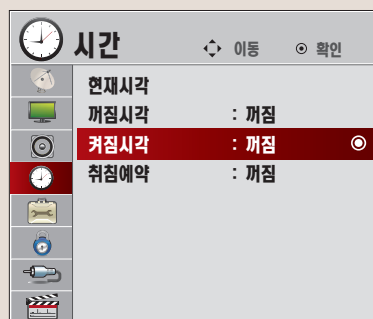 시간 이동 확인
현재시각
꺼짐시각 : 꺼짐
켜짐시각 : 꺼짐
취침예약 : 꺼짐